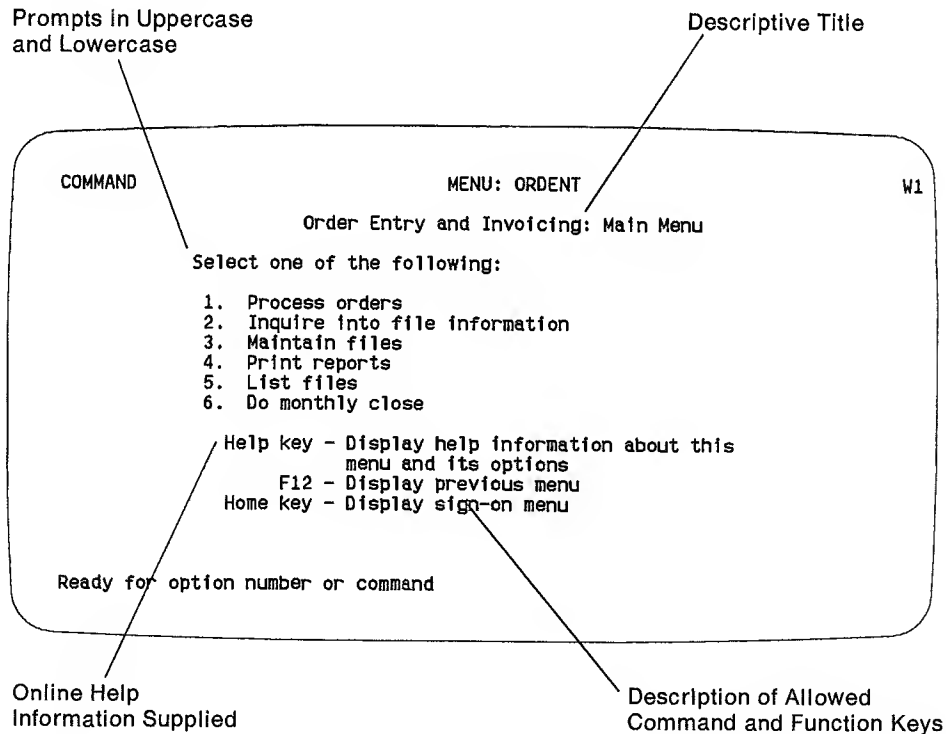 Prompts in Uppercase
and Lowercase
Descriptive Title
COMMAND MENU: ORDENT W1
Order Entry and Invoicing: Main Menu
Select one of the following:
1. Process orders
2. Inquire into file information
3. Maintain files
4. Print reports
5. List files
6. Do monthly close
Help key – Display help information about this
menu and its options
F12 – Display previous menu
Home key – Display sign-on menu
Ready for option number or command
Online Help
Information Supplied
Description of Allowed
Command and Function Keys